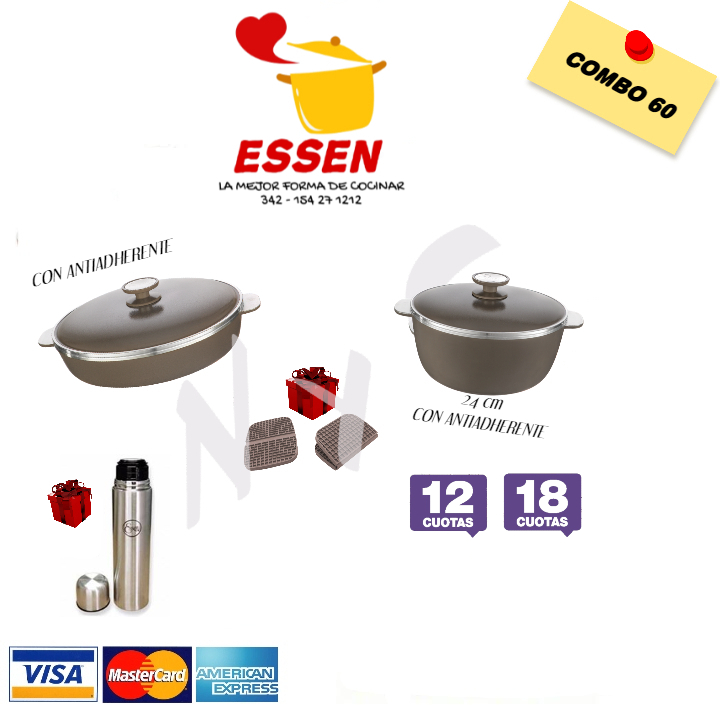 COMBO 60
ESSEN
LA MEJOR FORMA DE COCINAR
342 - 154 27 1212
CON ANTIADHERENTE
24 cm
CON ANTIADHERENTE
12
CUOTAS
18
CUOTAS
VISA
MasterCard
AMERICAN
EXPRESS